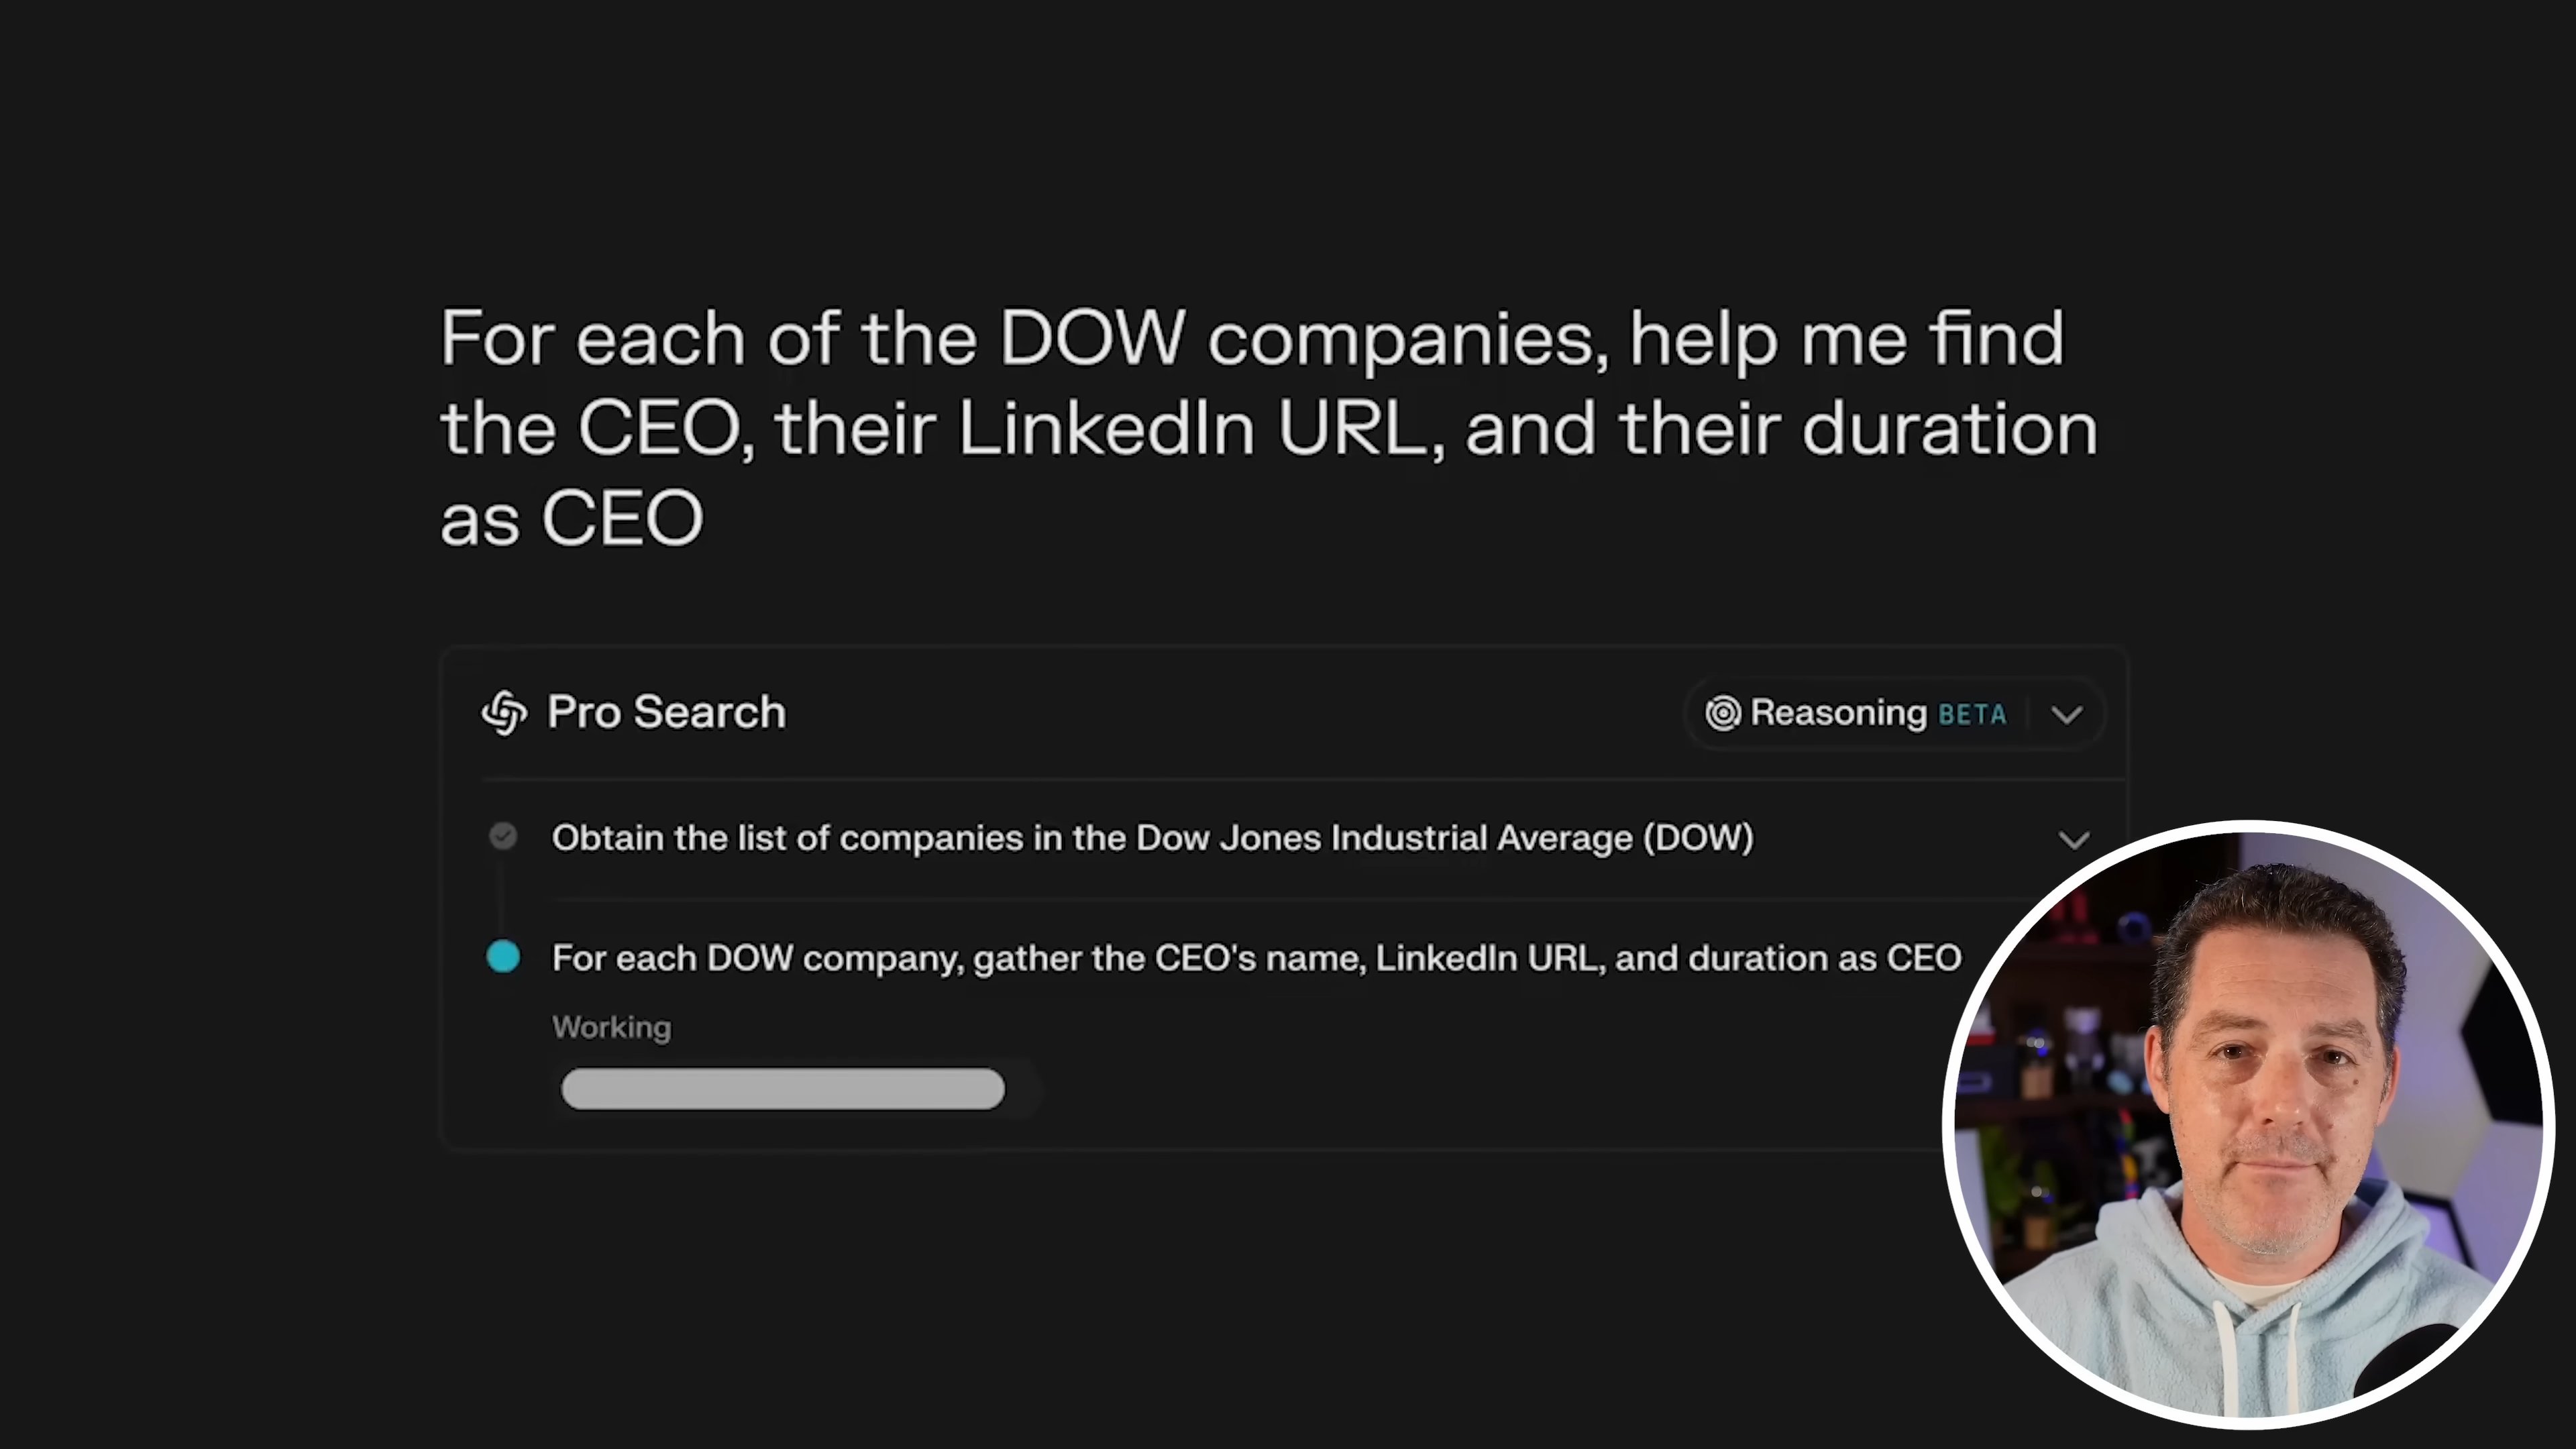 For each of the DOW companies, help me find
the CEO, their LinkedIn URL, and their duration
as CEO
Pro Search
Reasoning BETA
Obtain the list of companies in the Dow Jones Industrial Average (DOW)
For each DOW company, gather the CEO's name, LinkedIn URL, and duration as CEO
Working